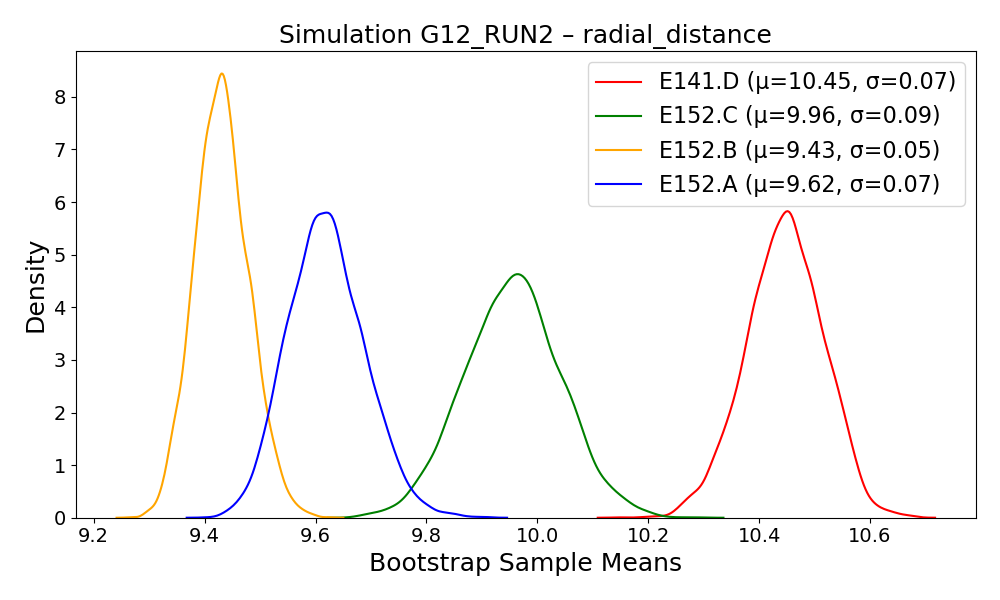 Simulation G12_RUN2 – radial_distance
E141.D (μ=10.45, σ=0.07)
E152.C (μ=9.96, σ=0.09)
E152.B (μ=9.43, σ=0.05)
E152.A (μ=9.62, σ=0.07)
Density
8
7
6
5
4
3
2
1
0
9.2 9.4 9.6 9.8 10.0 10.2 10.4 10.6
Bootstrap Sample Means